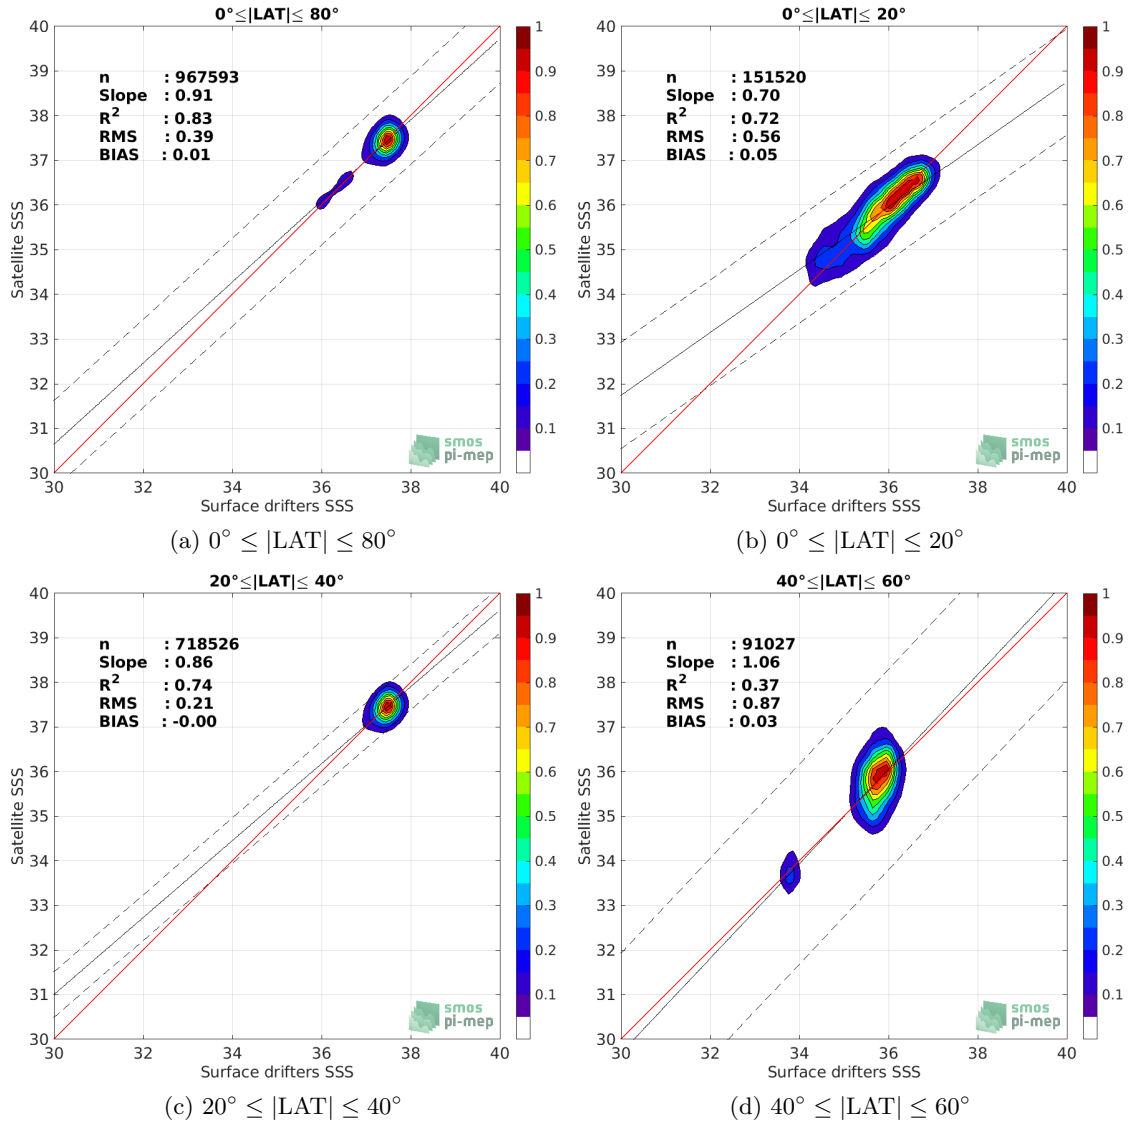 0°≤|LAT|≤ 80°
n : 967593
Slope : 0.91
R2 : 0.83
RMS : 0.39
BIAS : 0.01
40
39
38
37
36
35
34
33
32
31
30
Satellite SSS
30 32 34 36 38 40
Surface drifters SSS
1
0.9
0.8
0.7
0.6
0.5
0.4
0.3
0.2
0.1
smos
pi-mep
(a) 0° ≤ |LAT| ≤ 80°
0°≤|LAT|≤ 20°
n : 151520
Slope : 0.70
R2 : 0.72
RMS : 0.56
BIAS : 0.05
40
39
38
37
36
35
34
33
32
31
30
Satellite SSS
30 32 34 36 38 40
Surface drifters SSS
1
0.9
0.8
0.7
0.6
0.5
0.4
0.3
0.2
0.1
smos
pi-mep
(b) 0° ≤ |LAT| ≤ 20°
20°≤|LAT|≤ 40°
n : 718526
Slope : 0.86
R2 : 0.74
RMS : 0.21
BIAS : -0.00
40
39
38
37
36
35
34
33
32
31
30
Satellite SSS
30 32 34 36 38 40
Surface drifters SSS
1
0.9
0.8
0.7
0.6
0.5
0.4
0.3
0.2
0.1
smos
pi-mep
(c) 20° ≤ |LAT| ≤ 40°
40°≤|LAT|≤ 60°
n : 91027
Slope : 1.06
R2 : 0.37
RMS : 0.87
BIAS : 0.03
40
39
38
37
36
35
34
33
32
31
30
Satellite SSS
30 32 34 36 38 40
Surface drifters SSS
1
0.9
0.8
0.7
0.6
0.5
0.4
0.3
0.2
0.1
smos
pi-mep
(d) 40° ≤ |LAT| ≤ 60°